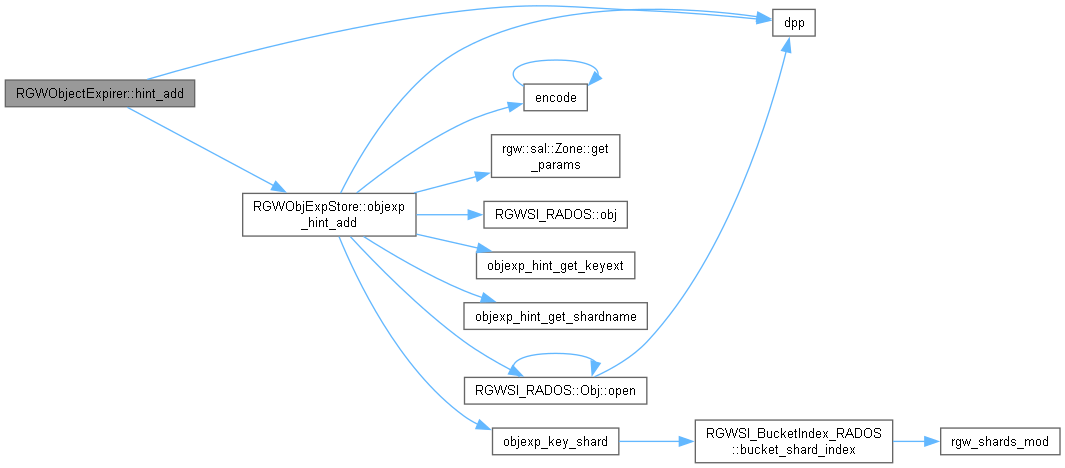 dpp
RGWObjectExpirer::hint_add
encode
rgw::sal::Zone::get
_params
RGWObjExpStore::objexp
_hint_add
RGWSI_RADOS::obj
objexp_hint_get_keyext
objexp_hint_get_shardname
RGWSI_RADOS::Obj::open
objexp_key_shard
RGWSI_BucketIndex_RADOS
::bucket_shard_index
rgw_shards_mod